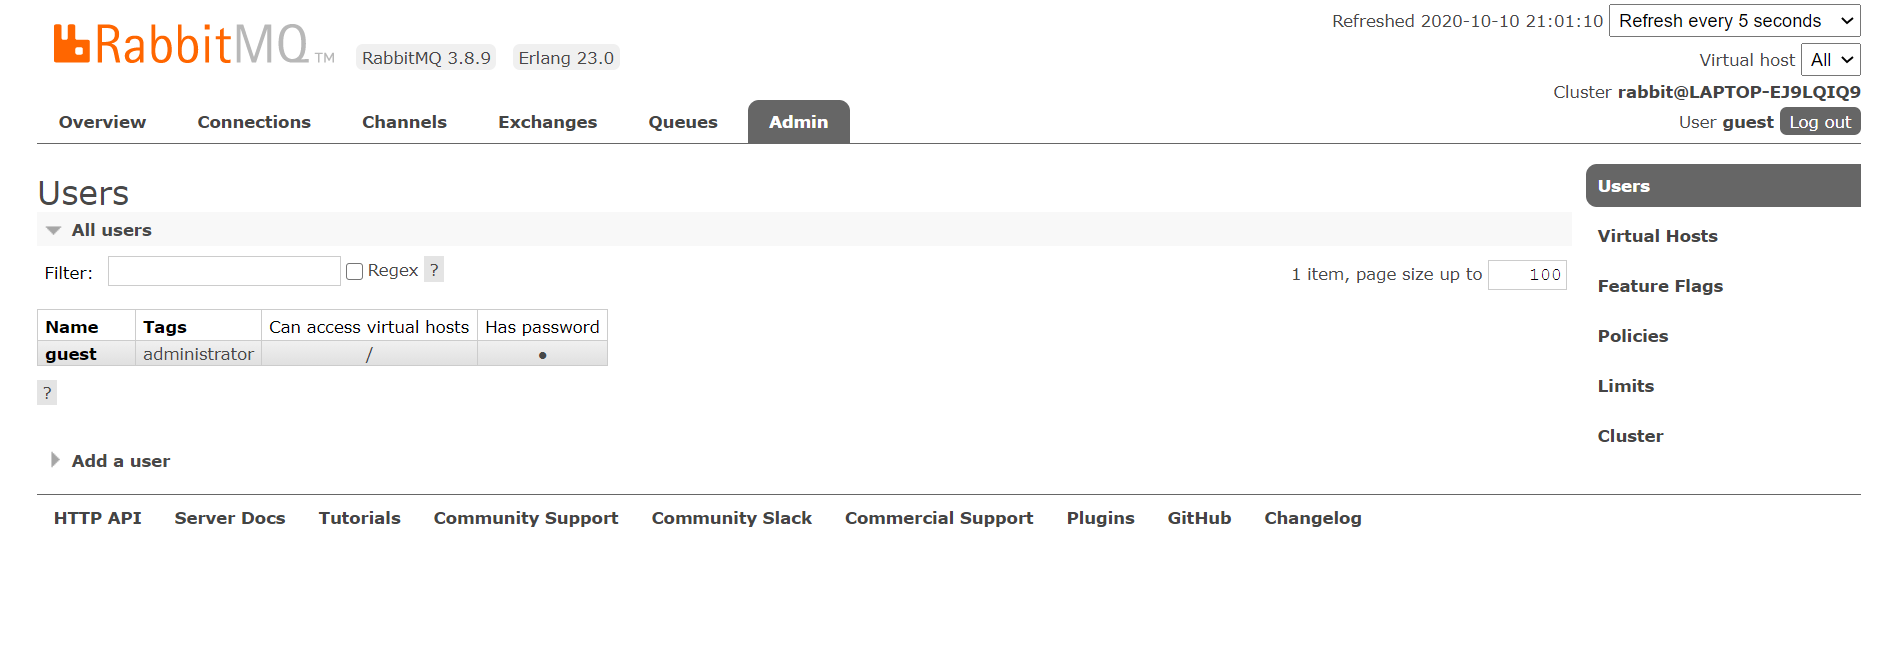 RabbitMQ TM RabbitMQ 3.8.9 Erlang 23.0
Refreshed 2020-10-10 21:01:10 Refresh every 5 seconds
Virtual host All
Cluster rabbit@LAPTOP-EJ9LQIQ9
User guest Log out
Overview Connections Channels Exchanges Queues Admin
Users
All users
Filter: Regex ? 1 item, page size up to 100
Name Tags Can access virtual hosts Has password
guest administrator / ●
?
Add a user
Users
Virtual Hosts
Feature Flags
Policies
Limits
Cluster
HTTP API Server Docs Tutorials Community Support Community Slack Commercial Support Plugins GitHub Changelog